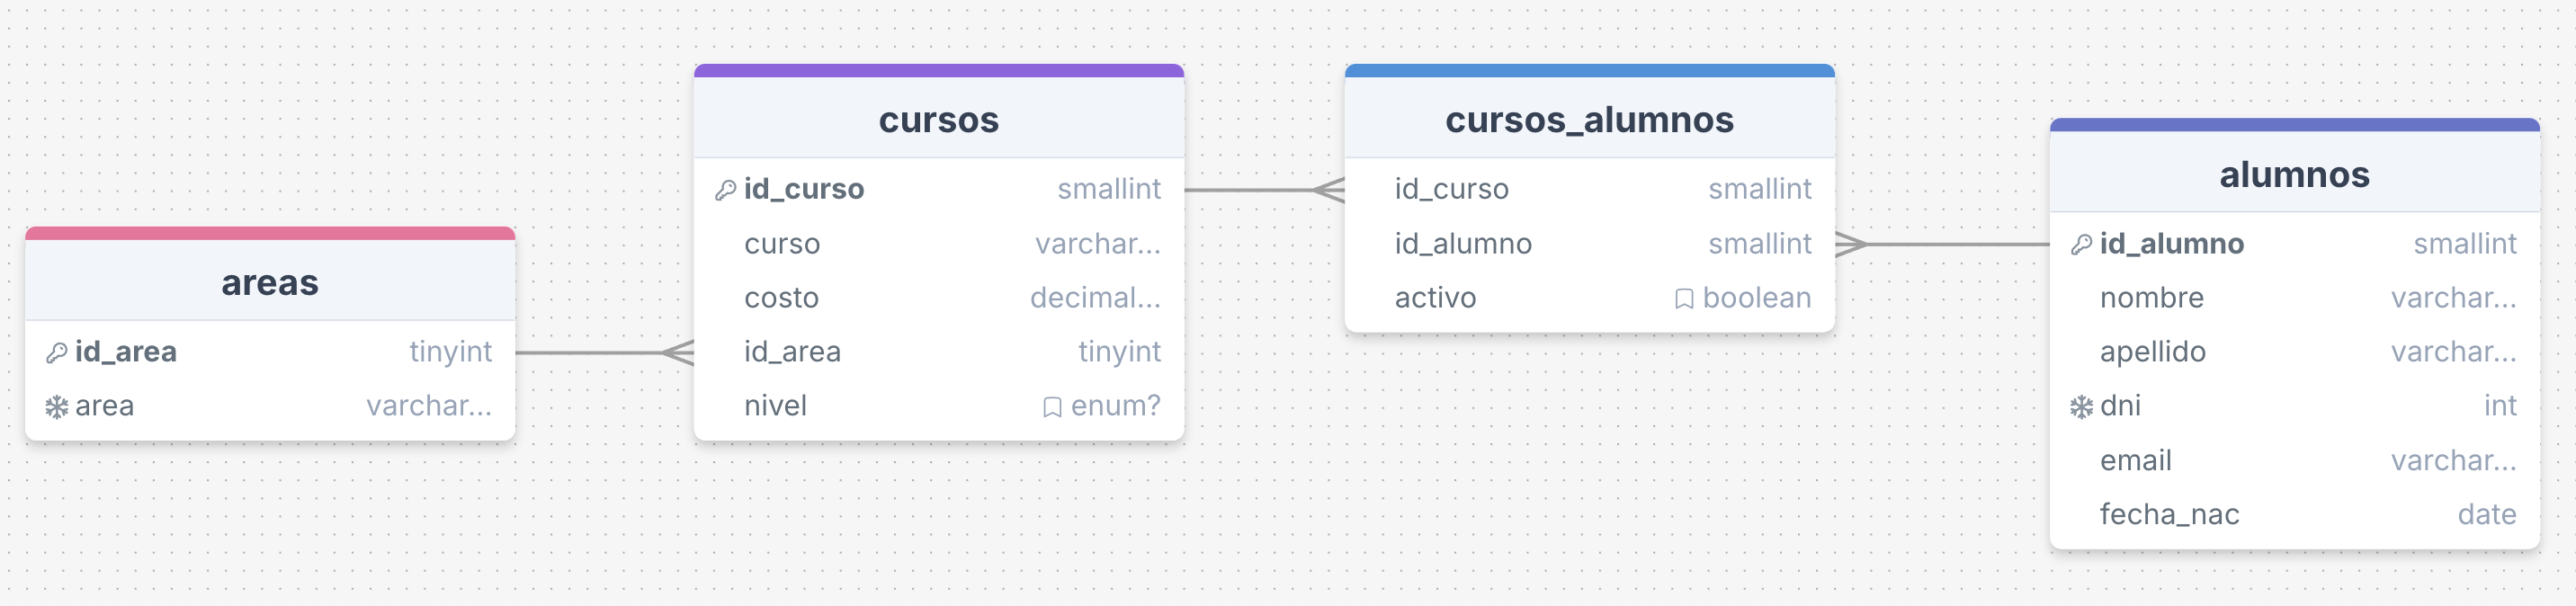 areas
id_area tinyint
area varchar...
cursos
id_curso smallint
curso varchar...
costo decimal...
id_area tinyint
nivel enum?
cursos_alumnos
id_curso smallint
id_alumno smallint
activo boolean
alumnos
id_alumno smallint
nombre varchar...
apellido varchar...
dni int
email varchar...
fecha_nac date